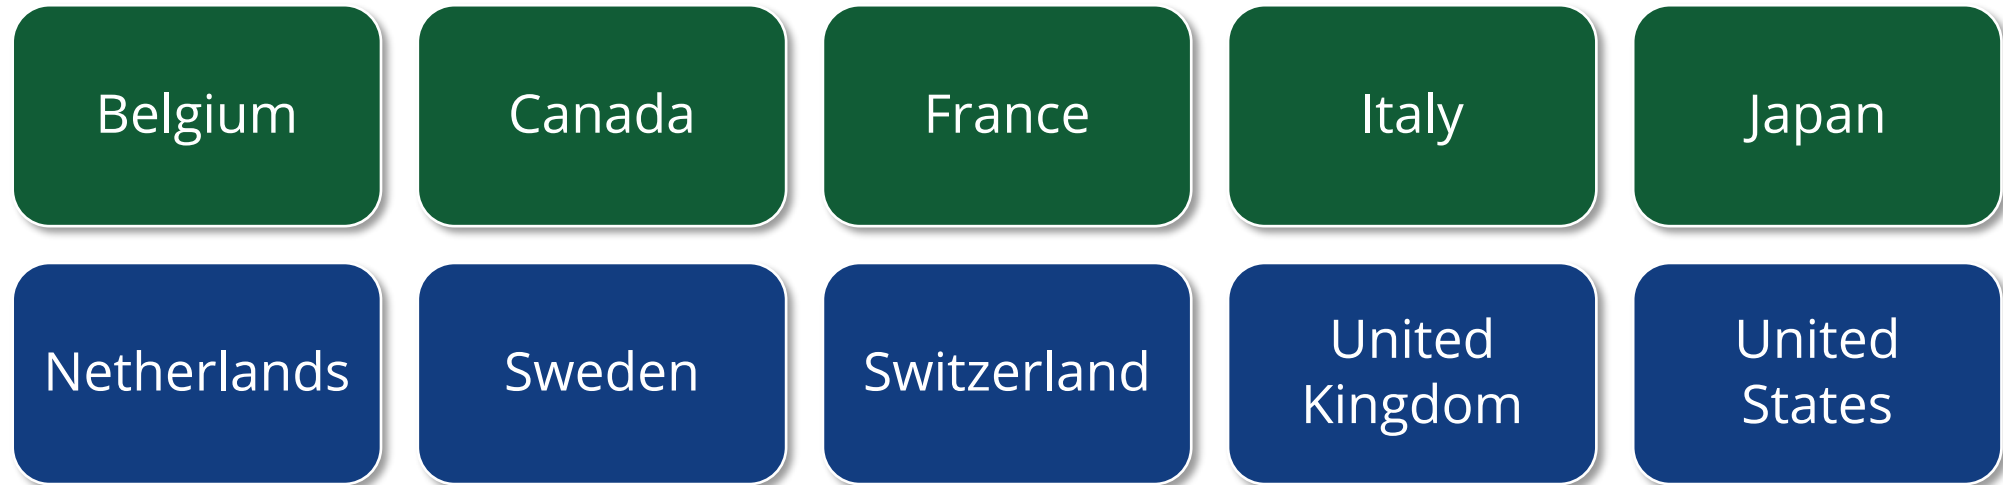 Belgium
Canada
France
Italy
Japan
Netherlands
Sweden
Switzerland
United
Kingdom
United
States